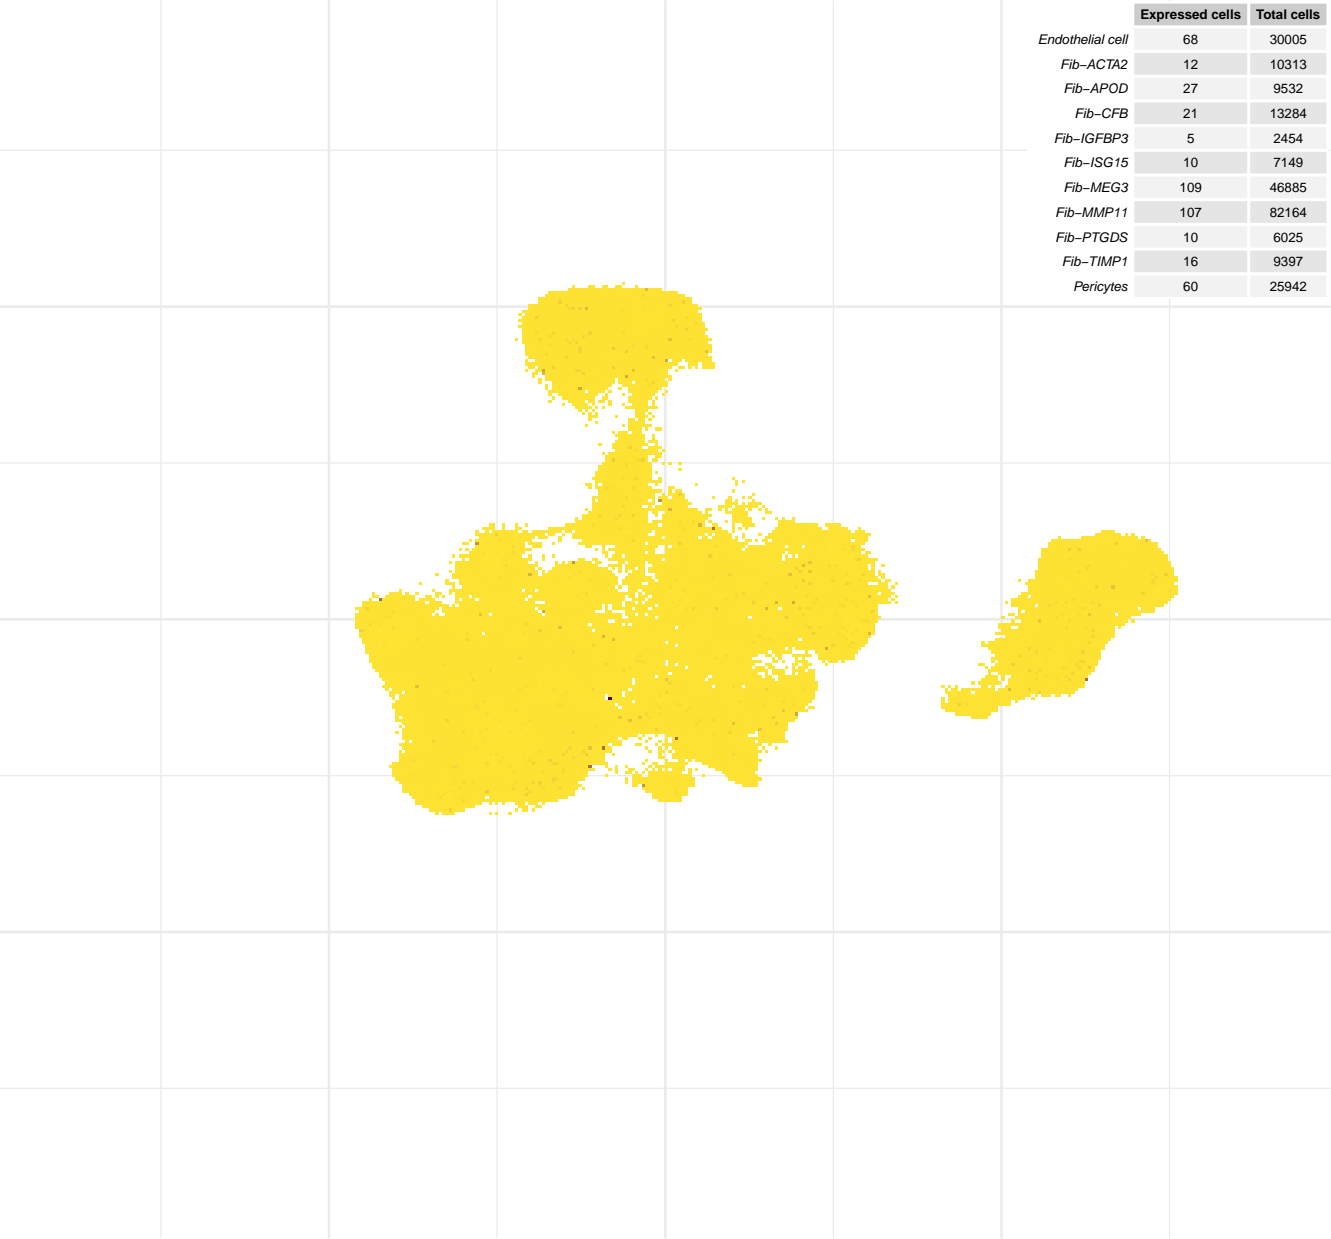 Expressed cells Total cells
Endothelial cell 68 30005
Fib−ACTA2 12 10313
Fib−APOD 27 9532
Fib−CFB 21 13284
Fib−IGFBP3 5 2454
Fib−ISG15 10 7149
Fib−MEG3 109 46885
Fib−MMP11 107 82164
Fib−PTGDS 10 6025
Fib−TIMP1 16 9397
Pericytes 60 25942